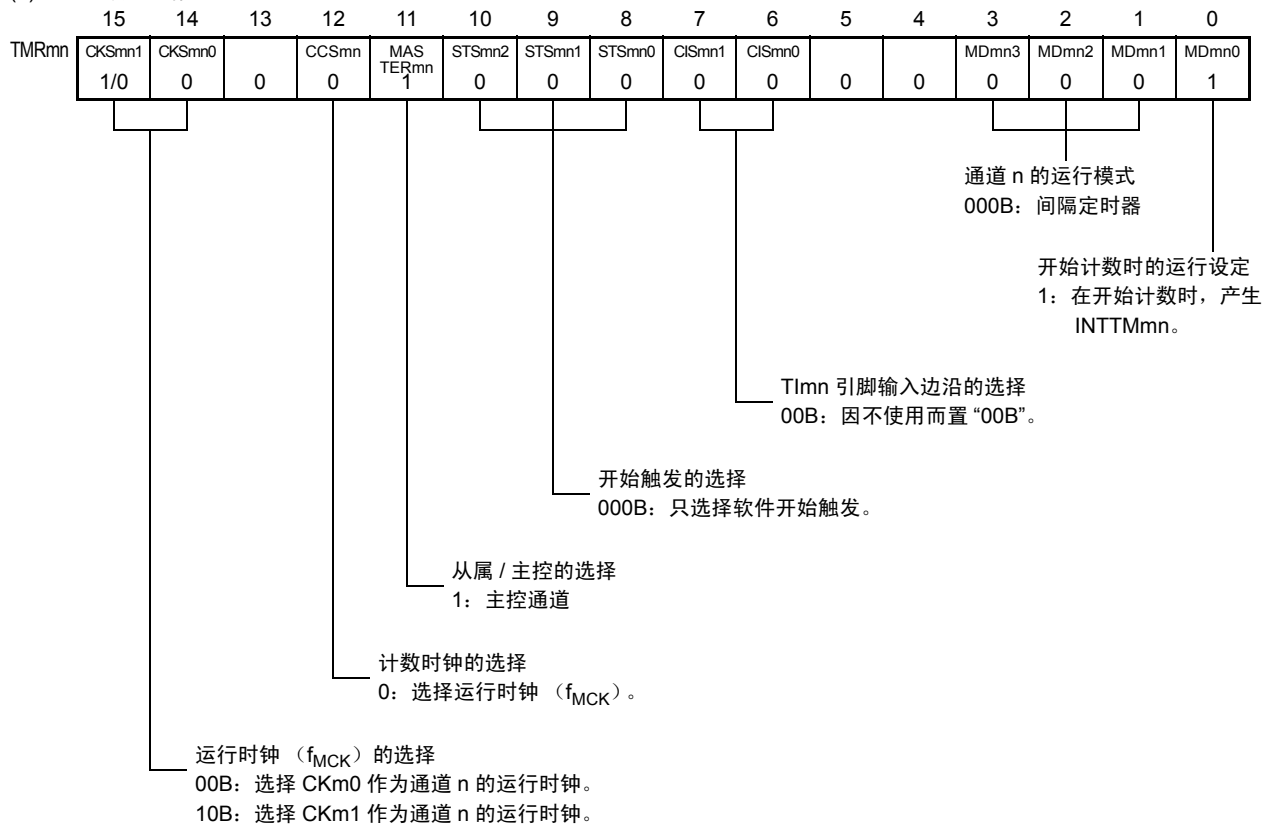 15 14 13 12 11 10 9 8 7 6 5 4 3 2 1 0
TMRmn CKSmn1 CKSmn0 CCSmn MAS TERmn STSmn2 STSmn1 STSmn0 CISmn1 CISmn0 MDmn3 MDmn2 MDmn1 MDmn0
1/0 0 0 0 1 0 0 0 0 0 0 0 0 0 0 1
通道 n 的运行模式
000B：间隔定时器
开始计数时的运行设定
1：在开始计数时，产生
INTTMmn。
TImn 引脚输入边沿的选择
00B：因不使用而置 “00B”。
开始触发的选择
000B：只选择软件开始触发。
从属 / 主控的选择
1：主控通道
计数时钟的选择
0：选择运行时钟 （fMCK）。
运行时钟 （fMCK）的选择
00B：选择 CKm0 作为通道 n 的运行时钟。
10B：选择 CKm1 作为通道 n 的运行时钟。